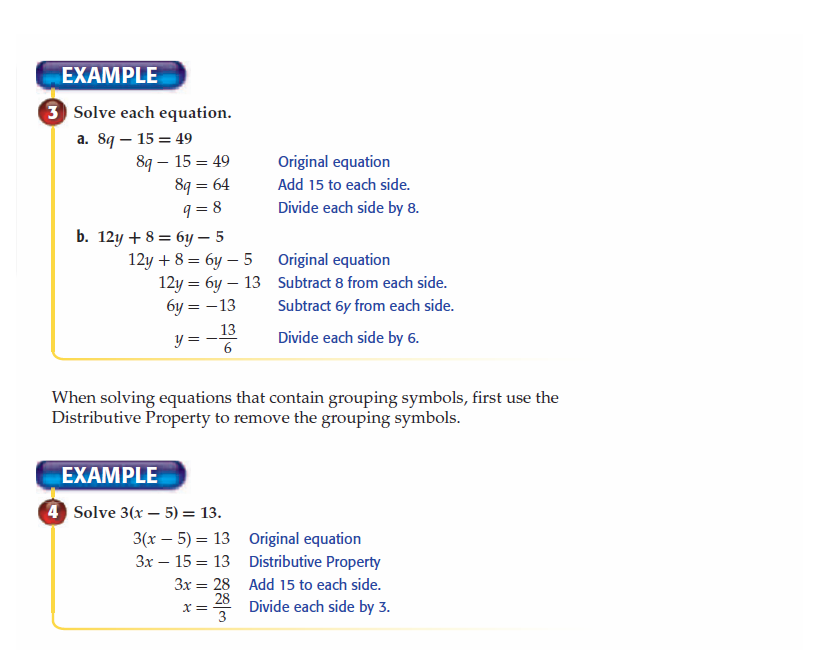 EXAMPLE
3 Solve each equation.
a. 8q − 15 = 49
8q − 15 = 49 Original equation
8q = 64 Add 15 to each side.
q = 8 Divide each side by 8.
b. 12y + 8 = 6y − 5
12y + 8 = 6y − 5 Original equation
12y = 6y − 13 Subtract 8 from each side.
6y = −13 Subtract 6y from each side.
y = −13/6 Divide each side by 6.
When solving equations that contain grouping symbols, first use the
Distributive Property to remove the grouping symbols.
EXAMPLE
4 Solve 3(x − 5) = 13.
3(x − 5) = 13 Original equation
3x − 15 = 13 Distributive Property
3x = 28 Add 15 to each side.
x = 28/3 Divide each side by 3.